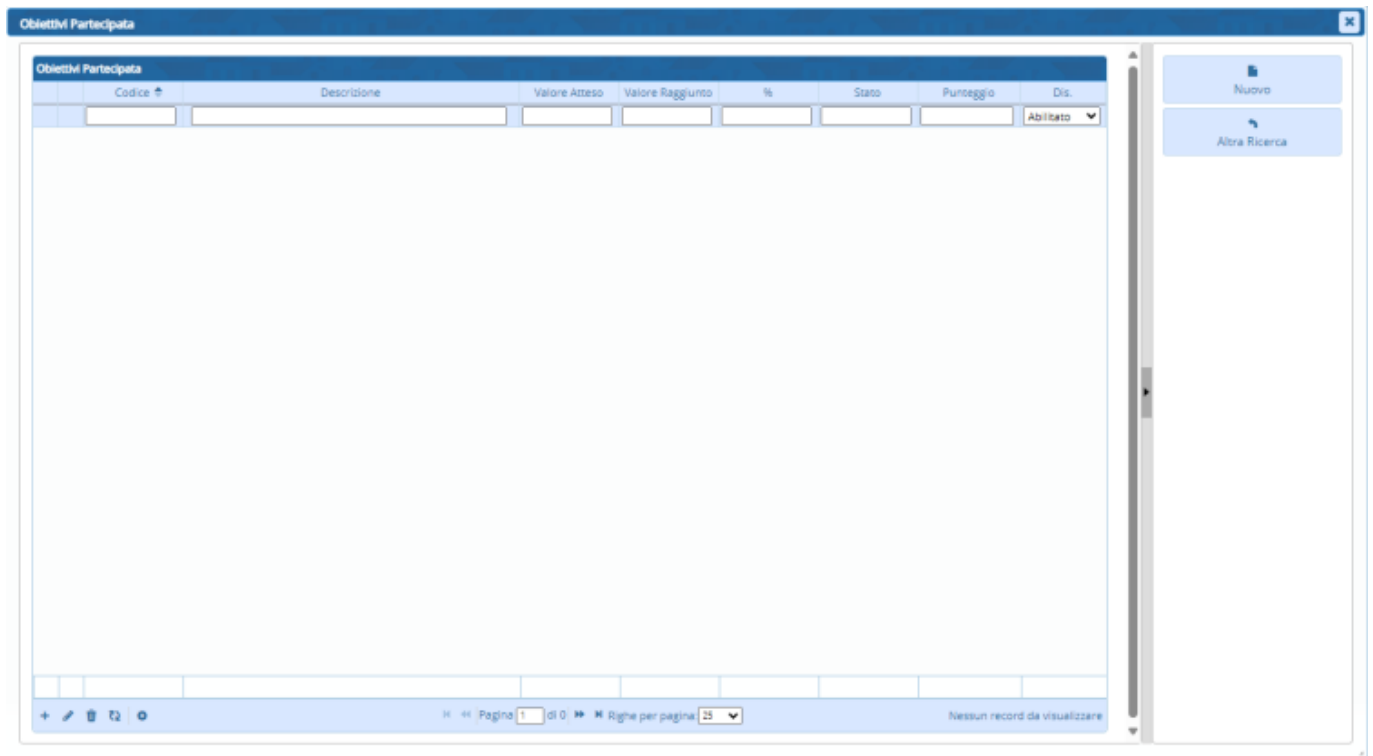 Obiettivi Partecipata
Obiettivi Partecipata
Codice Descrizione Valore Atteso Valore Raggiunto % Stato Punteggio Dis.
Abilitato
Nuovo
Altra Ricerca
Pagina 1 di 0 Righe per pagina 25 Nessun record da visualizzare